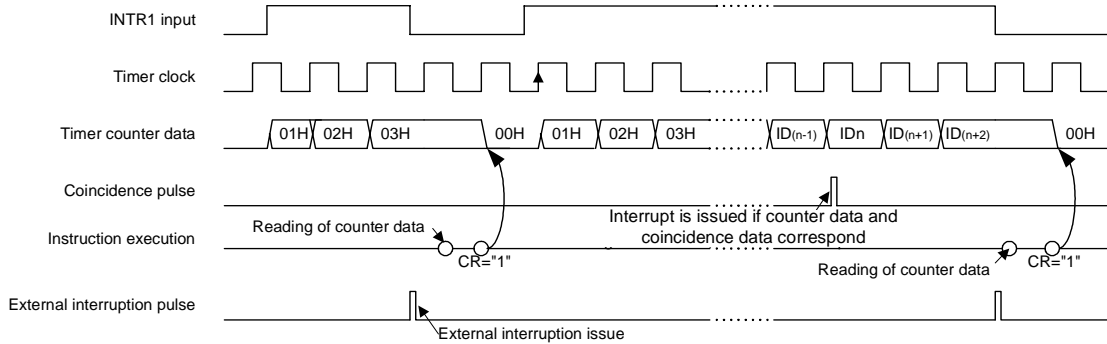 INTR1 input
Timer clock
Timer counter data
01H 02H 03H 00H 01H 02H 03H ID(n-1) IDn ID(n+1) ID(n+2) 00H
Coincidence pulse
Interrupt is issued if counter data and
coincidence data correspond
Reading of counter data
Instruction execution
CR="1"
Reading of counter data
CR="1"
External interruption pulse
External interruption issue